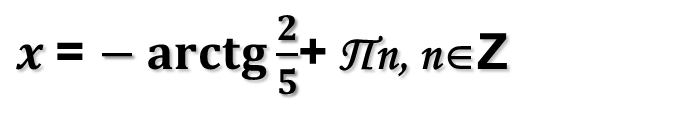 x = − arctg 2/5 + πn, n∈Z